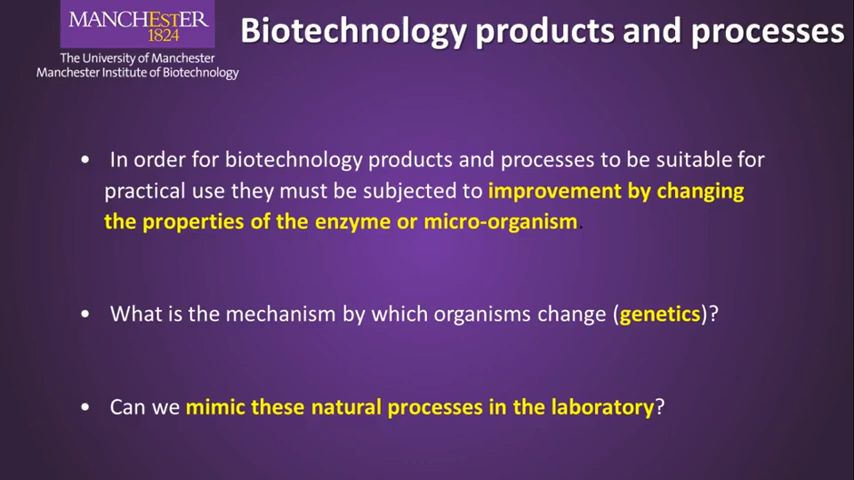 MANCHESTER
1824
The University of Manchester
Manchester Institute of Biotechnology
Biotechnology products and processes
• In order for biotechnology products and processes to be suitable for
practical use they must be subjected to improvement by changing
the properties of the enzyme or micro-organism.
• What is the mechanism by which organisms change (genetics)?
• Can we mimic these natural processes in the laboratory?